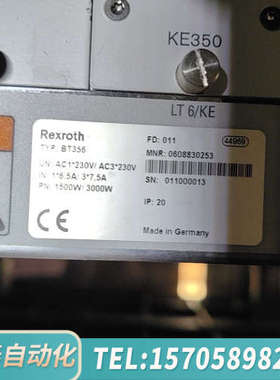 KE350
LT 6/KE
Rexroth
FD: 011
44969
TYP: BT356
MNR: 0608830253
UN: AC1*230V/ AC3*230V
IN: 1*6,5A/ 3*7,5A
SN: 011000013
PN: 1500W/ 3000W
CE
IP: 20
Made in Germany
自动化
TEL:157058982